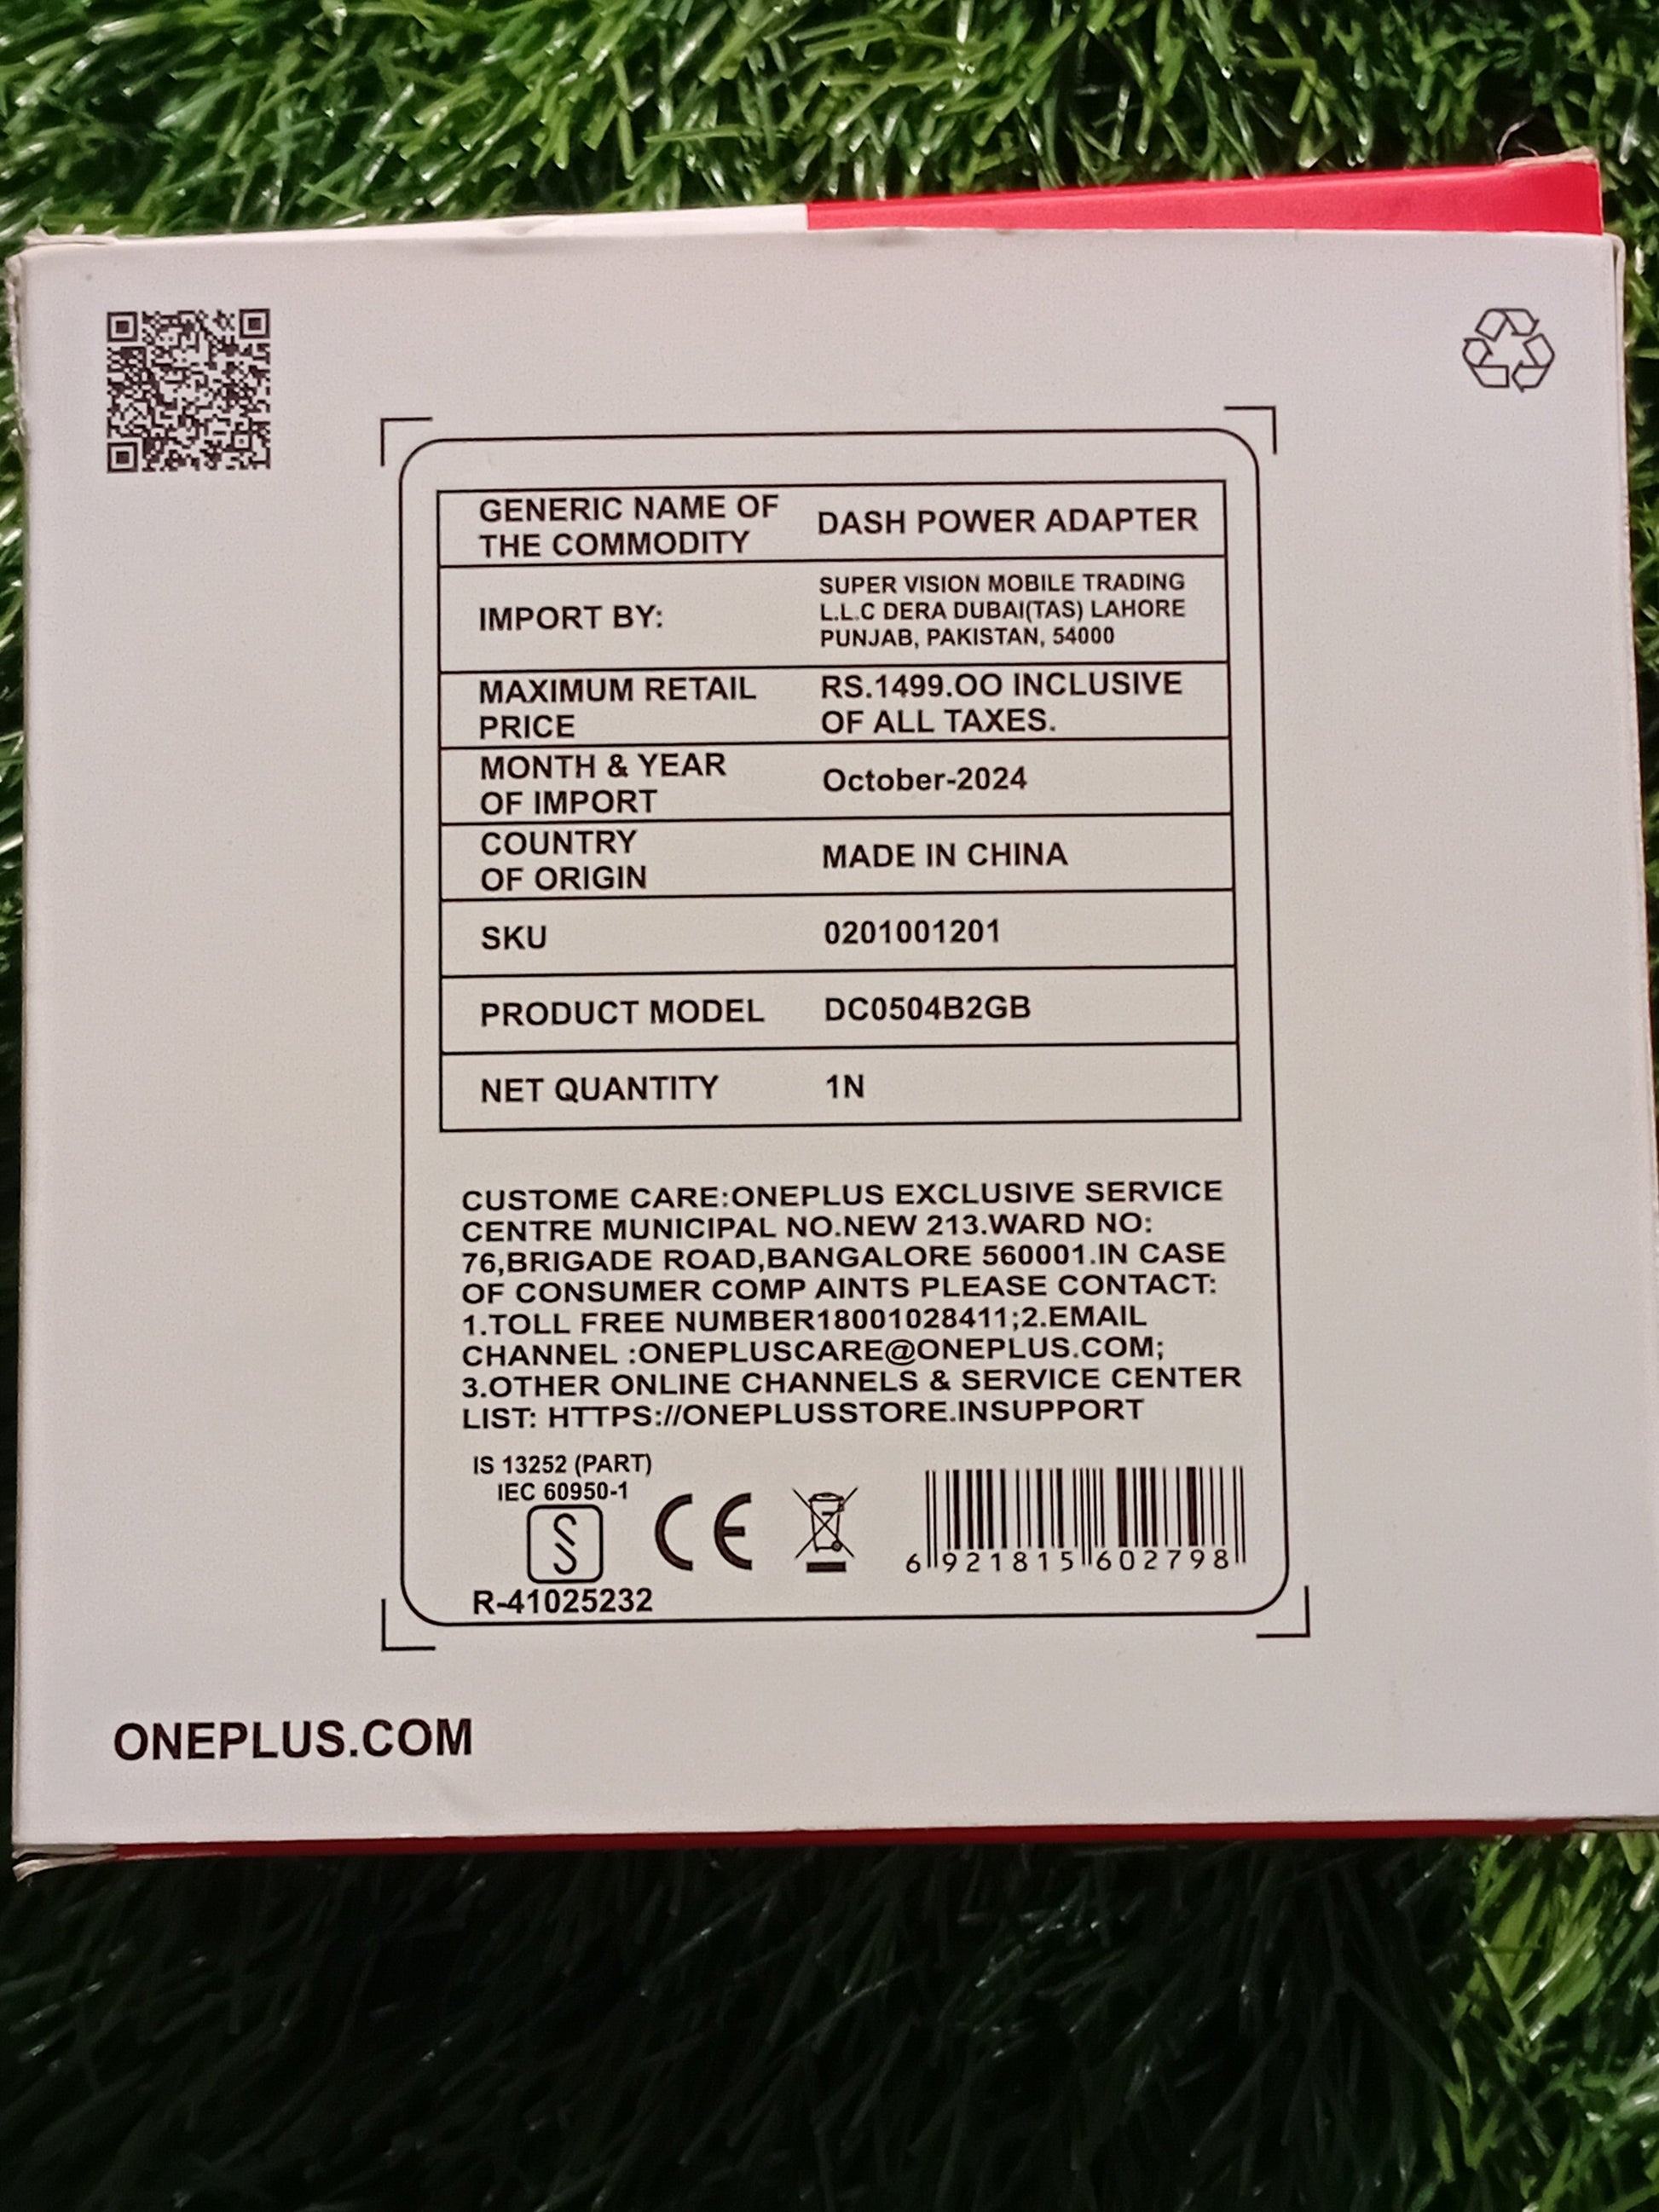 GENERIC NAME OF
THE COMMODITY
DASH POWER ADAPTER
IMPORT BY:
SUPER VISION MOBILE TRADING
L.L.C DERA DUBAI(TAS) LAHORE
PUNJAB, PAKISTAN, 54000
MAXIMUM RETAIL
PRICE
RS.1499.OO INCLUSIVE
OF ALL TAXES.
MONTH & YEAR
OF IMPORT
October-2024
COUNTRY
OF ORIGIN
MADE IN CHINA
SKU
0201001201
PRODUCT MODEL
DC0504B2GB
NET QUANTITY
1N
CUSTOME CARE:ONEPLUS EXCLUSIVE SERVICE
CENTRE MUNICIPAL NO.NEW 213.WARD NO:
76,BRIGADE ROAD,BANGALORE 560001.IN CASE
OF CONSUMER COMP AINTS PLEASE CONTACT:
1.TOLL FREE NUMBER18001028411;2.EMAIL
CHANNEL :ONEPLUSCARE@ONEPLUS.COM;
3.OTHER ONLINE CHANNELS & SERVICE CENTER
LIST: HTTPS://ONEPLUSSTORE.INSUPPORT
IS 13252 (PART)
IEC 60950-1
CE
R-41025232
6 921815 602798
ONEPLUS.COM